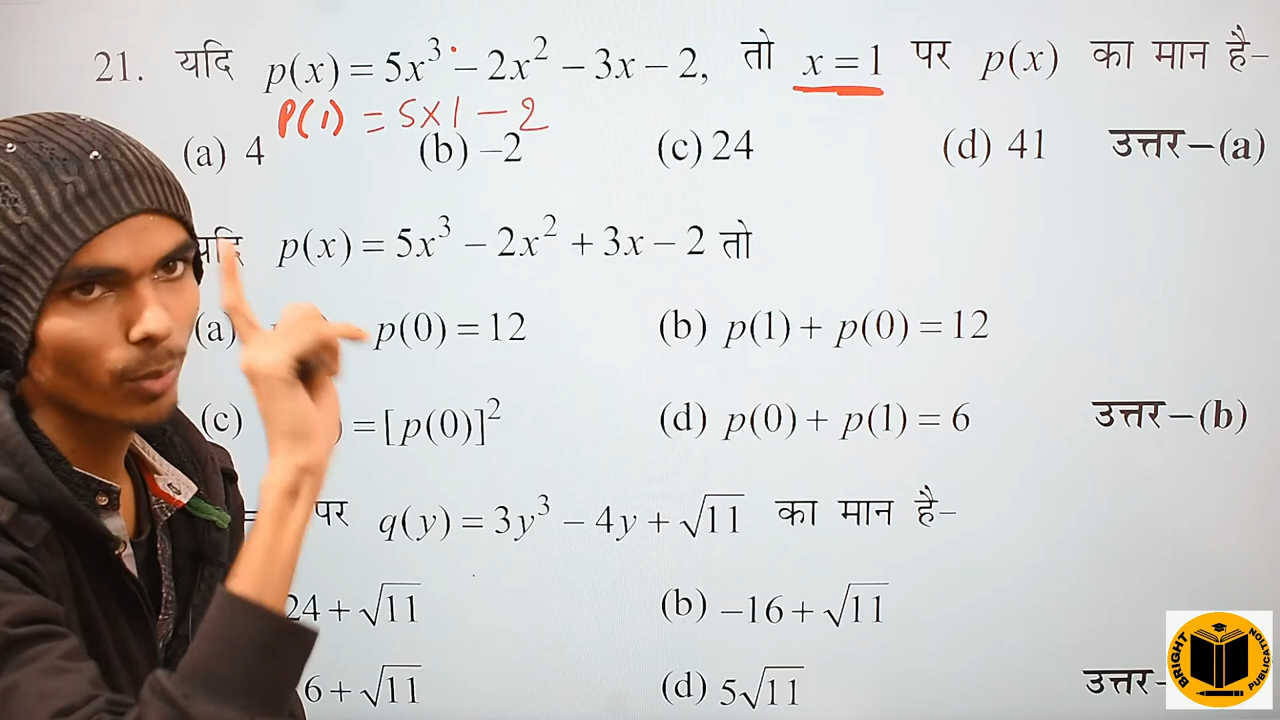 21. यदि p(x) = 5x³ − 2x² − 3x − 2, तो x = 1 पर p(x) का मान है−
P(1) = 5×1 − 2
(a) 4 (b) −2 (c) 24 (d) 41 उत्तर−(a)
यदि p(x) = 5x³ − 2x² + 3x − 2 तो
(a) p(0) = 12 (b) p(1) + p(0) = 12
(c) ) = [p(0)]² (d) p(0) + p(1) = 6 उत्तर−(b)
= पर q(y) = 3y³ − 4y + √11 का मान है−
24 + √11 (b) −16 + √11
6 + √11 (d) 5√11 उत्तर−
BRIGHT PUBLICATION